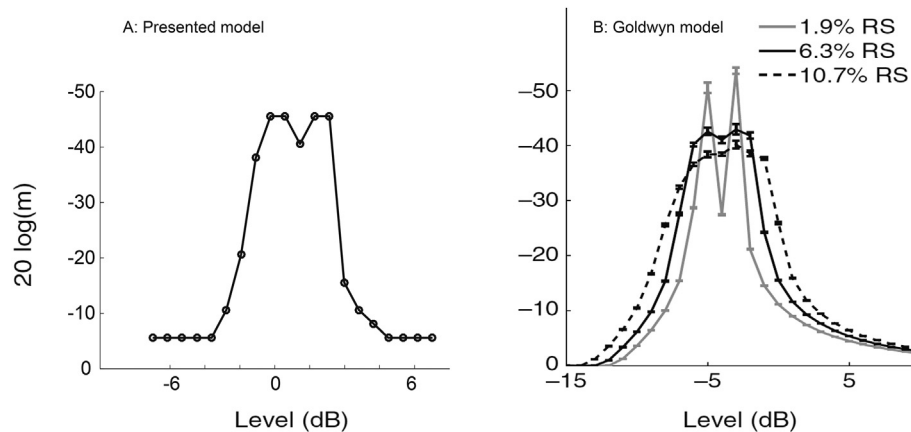 A: Presented model
B: Goldwyn model
1.9% RS
6.3% RS
10.7% RS
20 log(m)
-50
-40
-30
-20
-10
0
-6
0
6
Level (dB)
−50
−40
−30
−20
−10
0
−15
−5
5
Level (dB)